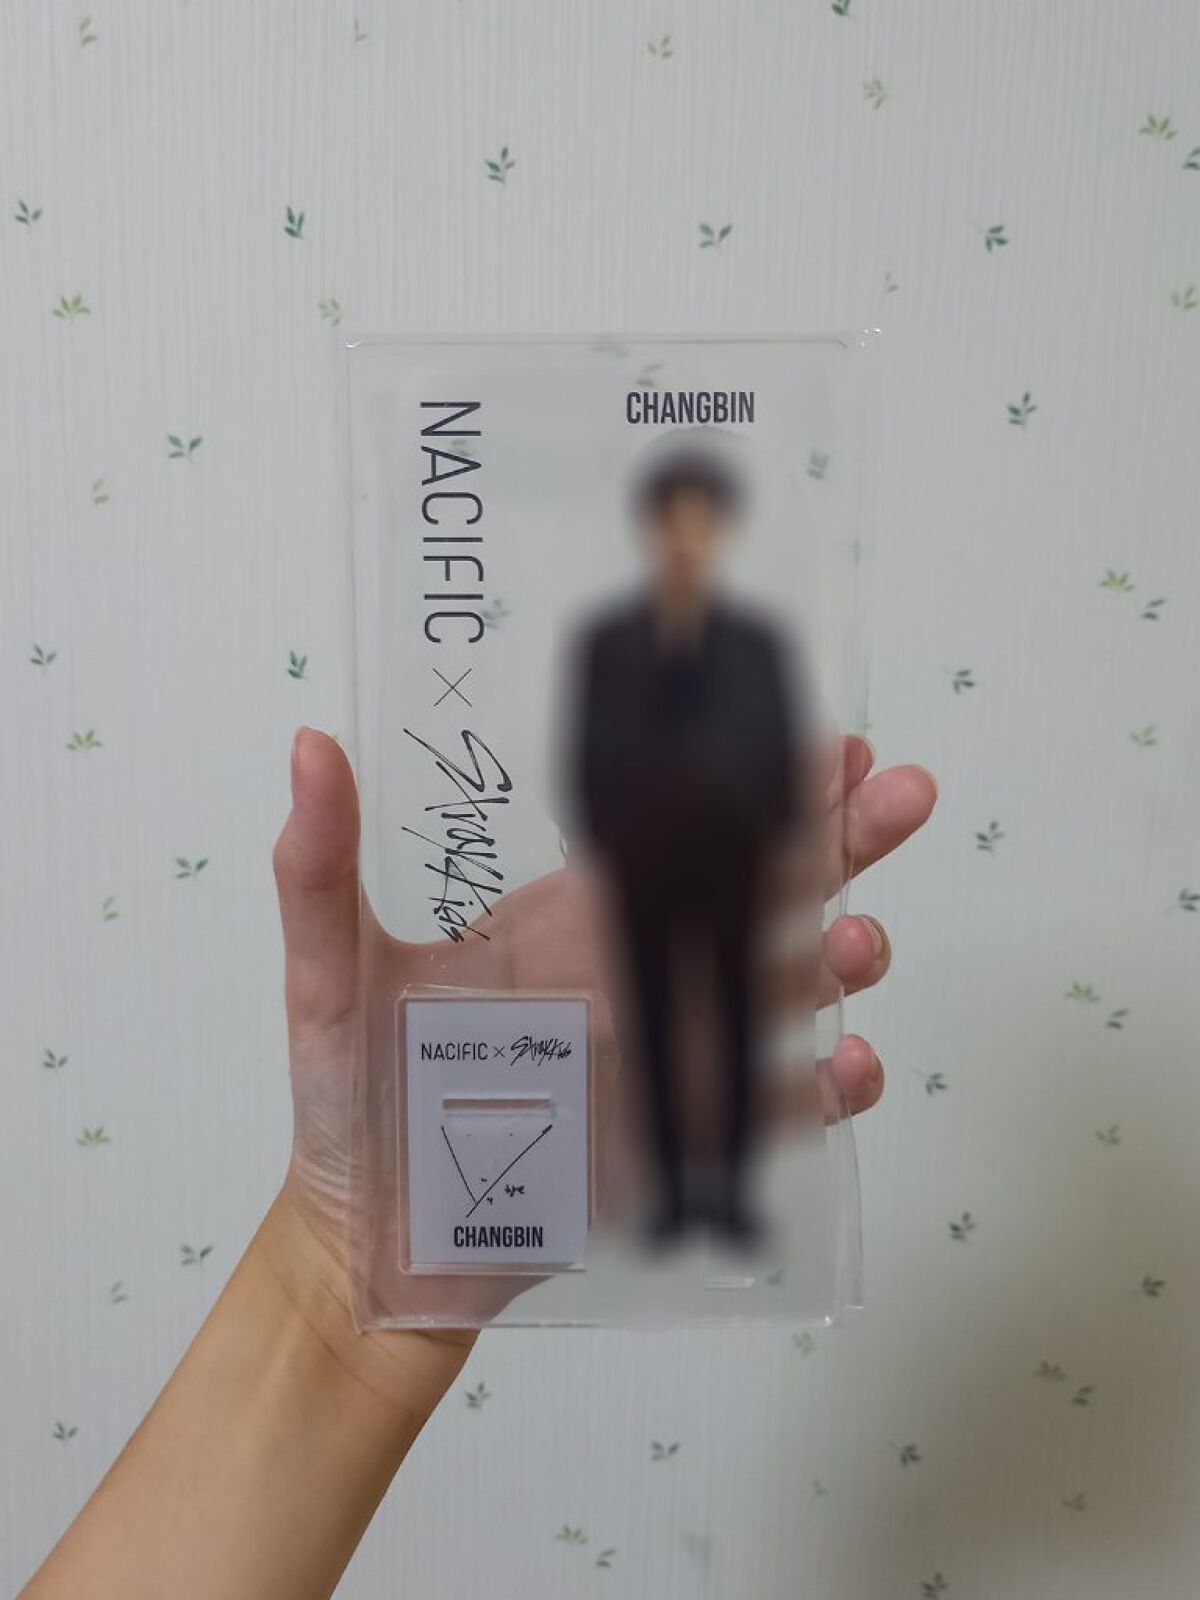 CHANGBIN
NACIFIC × Stray Kids
NACIFIC × Stray Kids
CHANGBIN